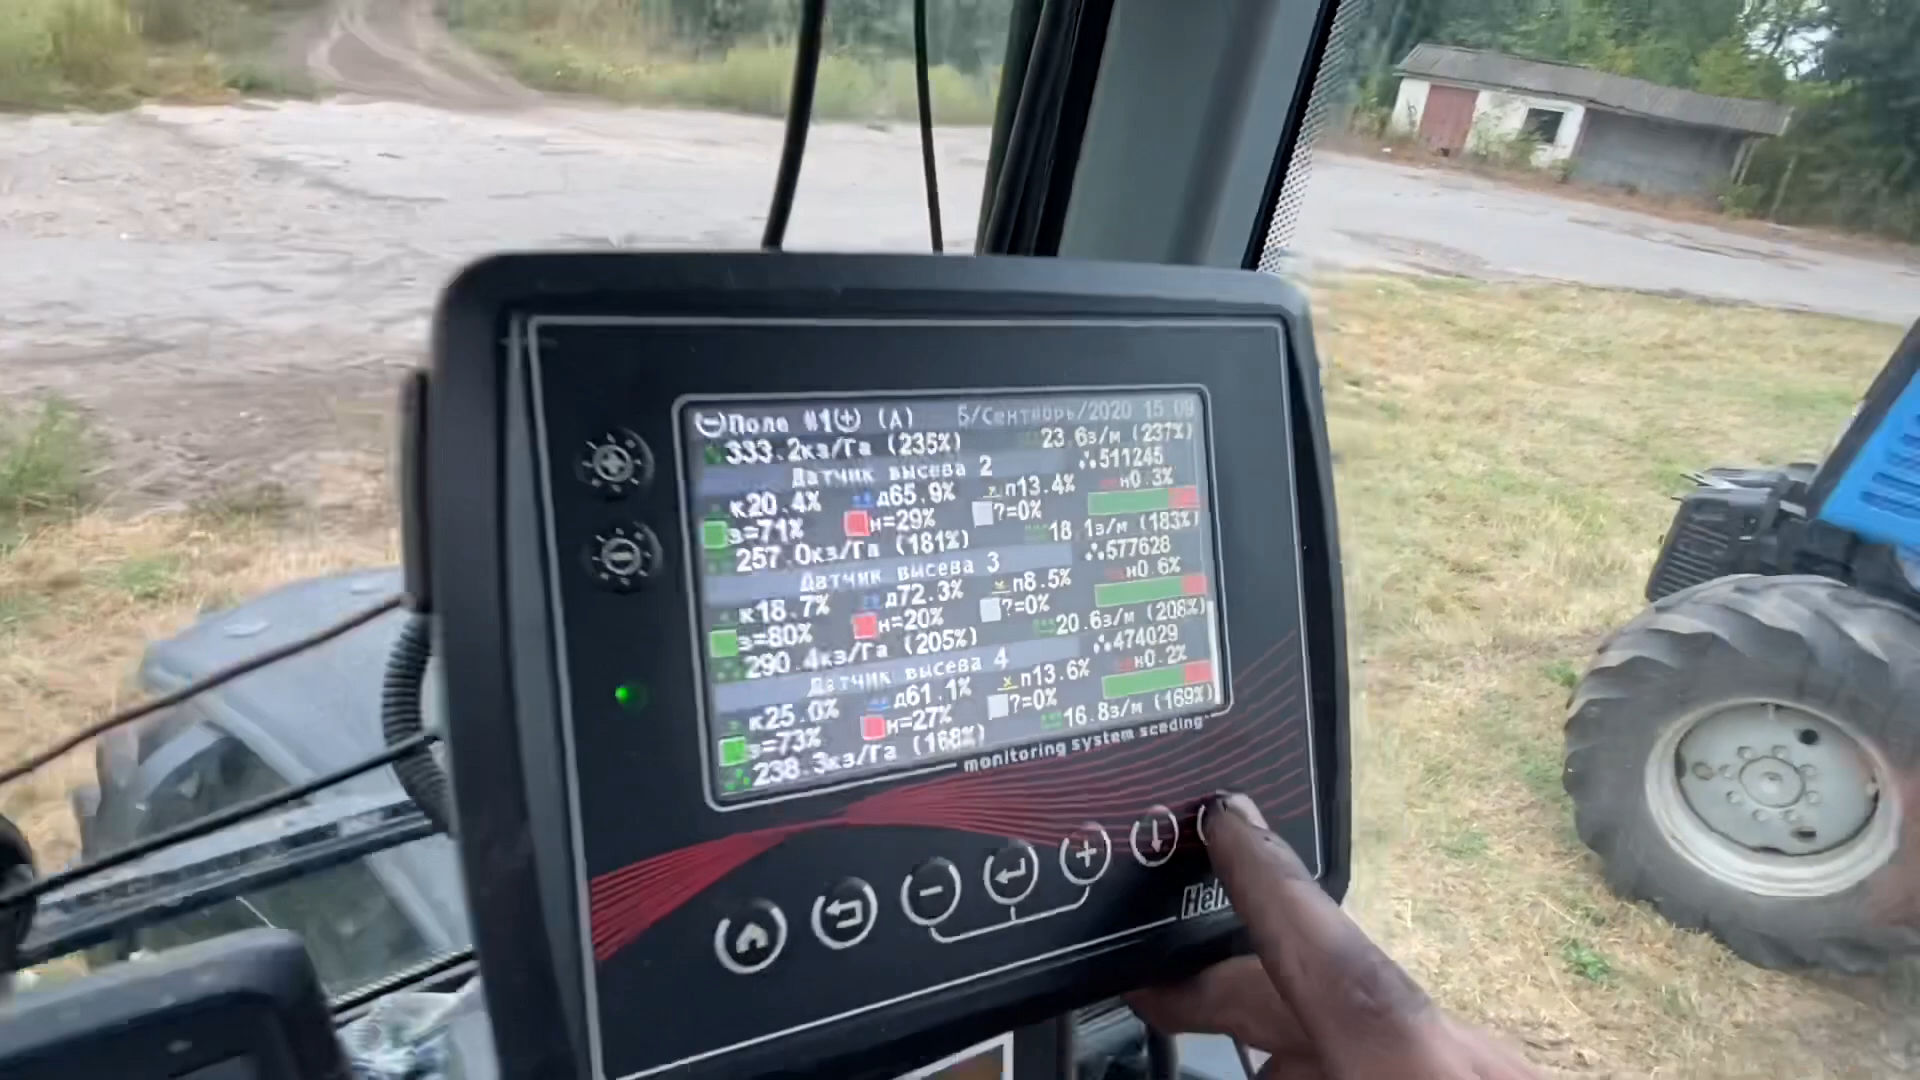 Поле #1 (A) 5/Сентябрь/2020 15 09
333.2кз/Га (235%) 23.6з/м (237%)
Датчик высева 2 511245
к20.4% д65.9% п13.4% н0.3%
з=71% н=29% ?=0%
257.0кз/Га (181%) 18 1з/м (183%)
Датчик высева 3 577628
к18.7% д72.3% п8.5% н0.6%
з=80% н=20% ?=0%
290.4кз/Га (205%) 20.6з/м (208%)
Датчик высева 4 474029
к25.0% д61.1% п13.6% н0.2%
з=73% н=27% ?=0%
238.3кз/Га (168%) 16.8з/м (169%)
monitoring system sceding